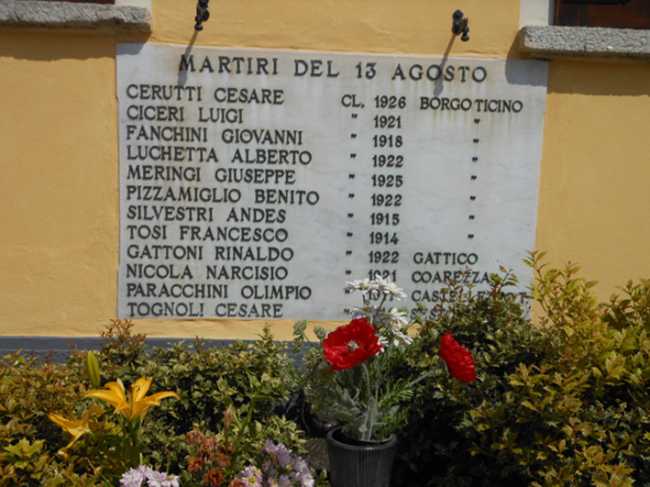 MARTIRI DEL 13 AGOSTO
CERUTTI CESARE CL. 1926 BORGO TICINO
CICERI LUIGI " 1921 "
FANCHINI GIOVANNI " 1918 "
LUCHETTA ALBERTO " 1922 "
MERINGI GIUSEPPE " 1925 "
PIZZAMIGLIO BENITO " 1922 "
SILVESTRI ANDES " 1915 "
TOSI FRANCESCO " 1914 "
GATTONI RINALDO " 1922 GATTICO
NICOLA NARCISIO " 1921 COAREZZA
PARACCHINI OLIMPIO "
TOGNOLI CESARE